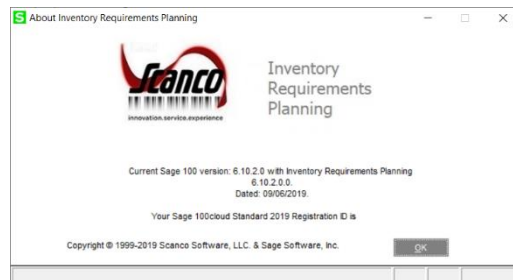 S About Inventory Requirements Planning
Scanco
innovation.service.experience
Inventory
Requirements
Planning
Current Sage 100 version: 6.10.2.0 with Inventory Requirements Planning
6.10.2.0.0.
Dated: 09/06/2019.
Your Sage 100cloud Standard 2019 Registration ID is
Copyright © 1999-2019 Scanco Software, LLC. & Sage Software, Inc.
OK